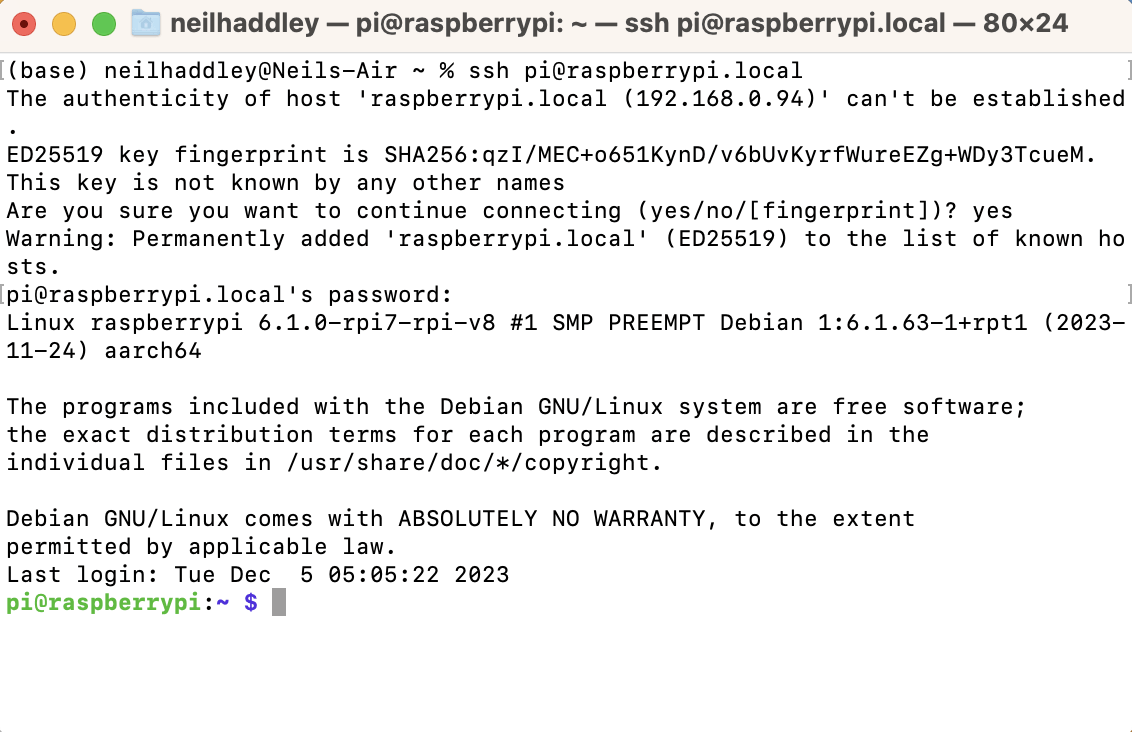 neilhaddley — pi@raspberrypi: ~ — ssh pi@raspberrypi.local — 80×24
(base) neilhaddley@Neils-Air ~ % ssh pi@raspberrypi.local
The authenticity of host 'raspberrypi.local (192.168.0.94)' can't be established
.
ED25519 key fingerprint is SHA256:qzI/MEC+o651KynD/v6bUvKyrfWureEZg+WDy3TcueM.
This key is not known by any other names
Are you sure you want to continue connecting (yes/no/[fingerprint])? yes
Warning: Permanently added 'raspberrypi.local' (ED25519) to the list of known ho
sts.
pi@raspberrypi.local's password:
Linux raspberrypi 6.1.0-rpi7-rpi-v8 #1 SMP PREEMPT Debian 1:6.1.63-1+rpt1 (2023-
11-24) aarch64

The programs included with the Debian GNU/Linux system are free software;
the exact distribution terms for each program are described in the
individual files in /usr/share/doc/*/copyright.

Debian GNU/Linux comes with ABSOLUTELY NO WARRANTY, to the extent
permitted by applicable law.
Last login: Tue Dec  5 05:05:22 2023
pi@raspberrypi:~ $